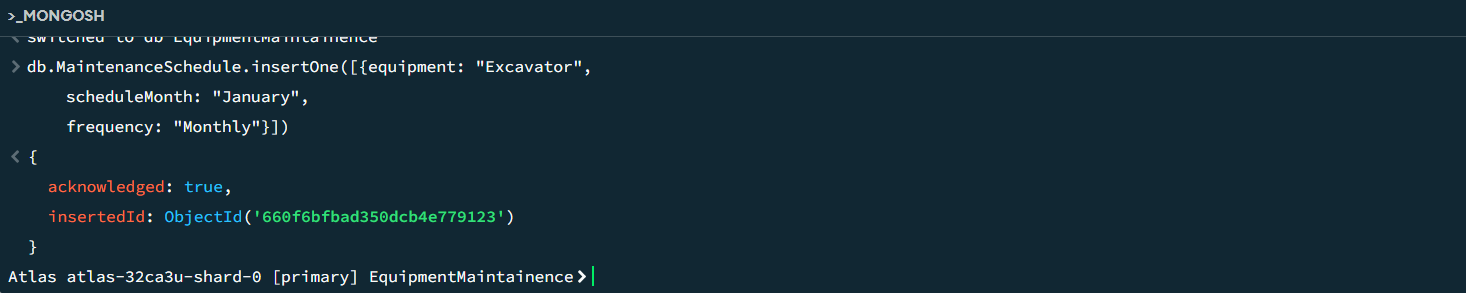 >_MONGOSH
< switched to db EquipmentMaintainence
> db.MaintenanceSchedule.insertOne([{equipment: "Excavator",
scheduleMonth: "January",
frequency: "Monthly"}])
< {
acknowledged: true,
insertedId: ObjectId('660f6bfbad350dcb4e779123')
}
Atlas atlas-32ca3u-shard-0 [primary] EquipmentMaintainence>